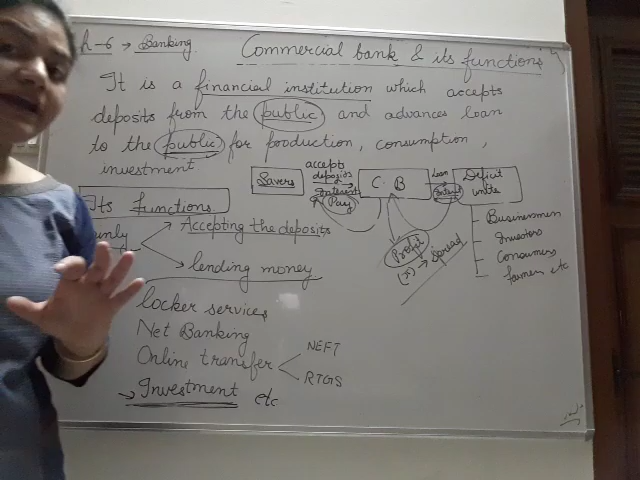 h-6 → Banking.
Commercial bank & its functions
It is a financial institution which accepts
deposits from the public and advances loan
to the public for production, consumption,
investment
Savers
accepts
deposits
Interest
Pay
C.B
loan
Deficit
units
Profit
→ Spread
Businessmen
Investors
Consumers
farmers etc
Its functions
Accepting the deposits
lending money
locker services
Net Banking
Online transfer
NEFT
RTGS
→ Investment etc